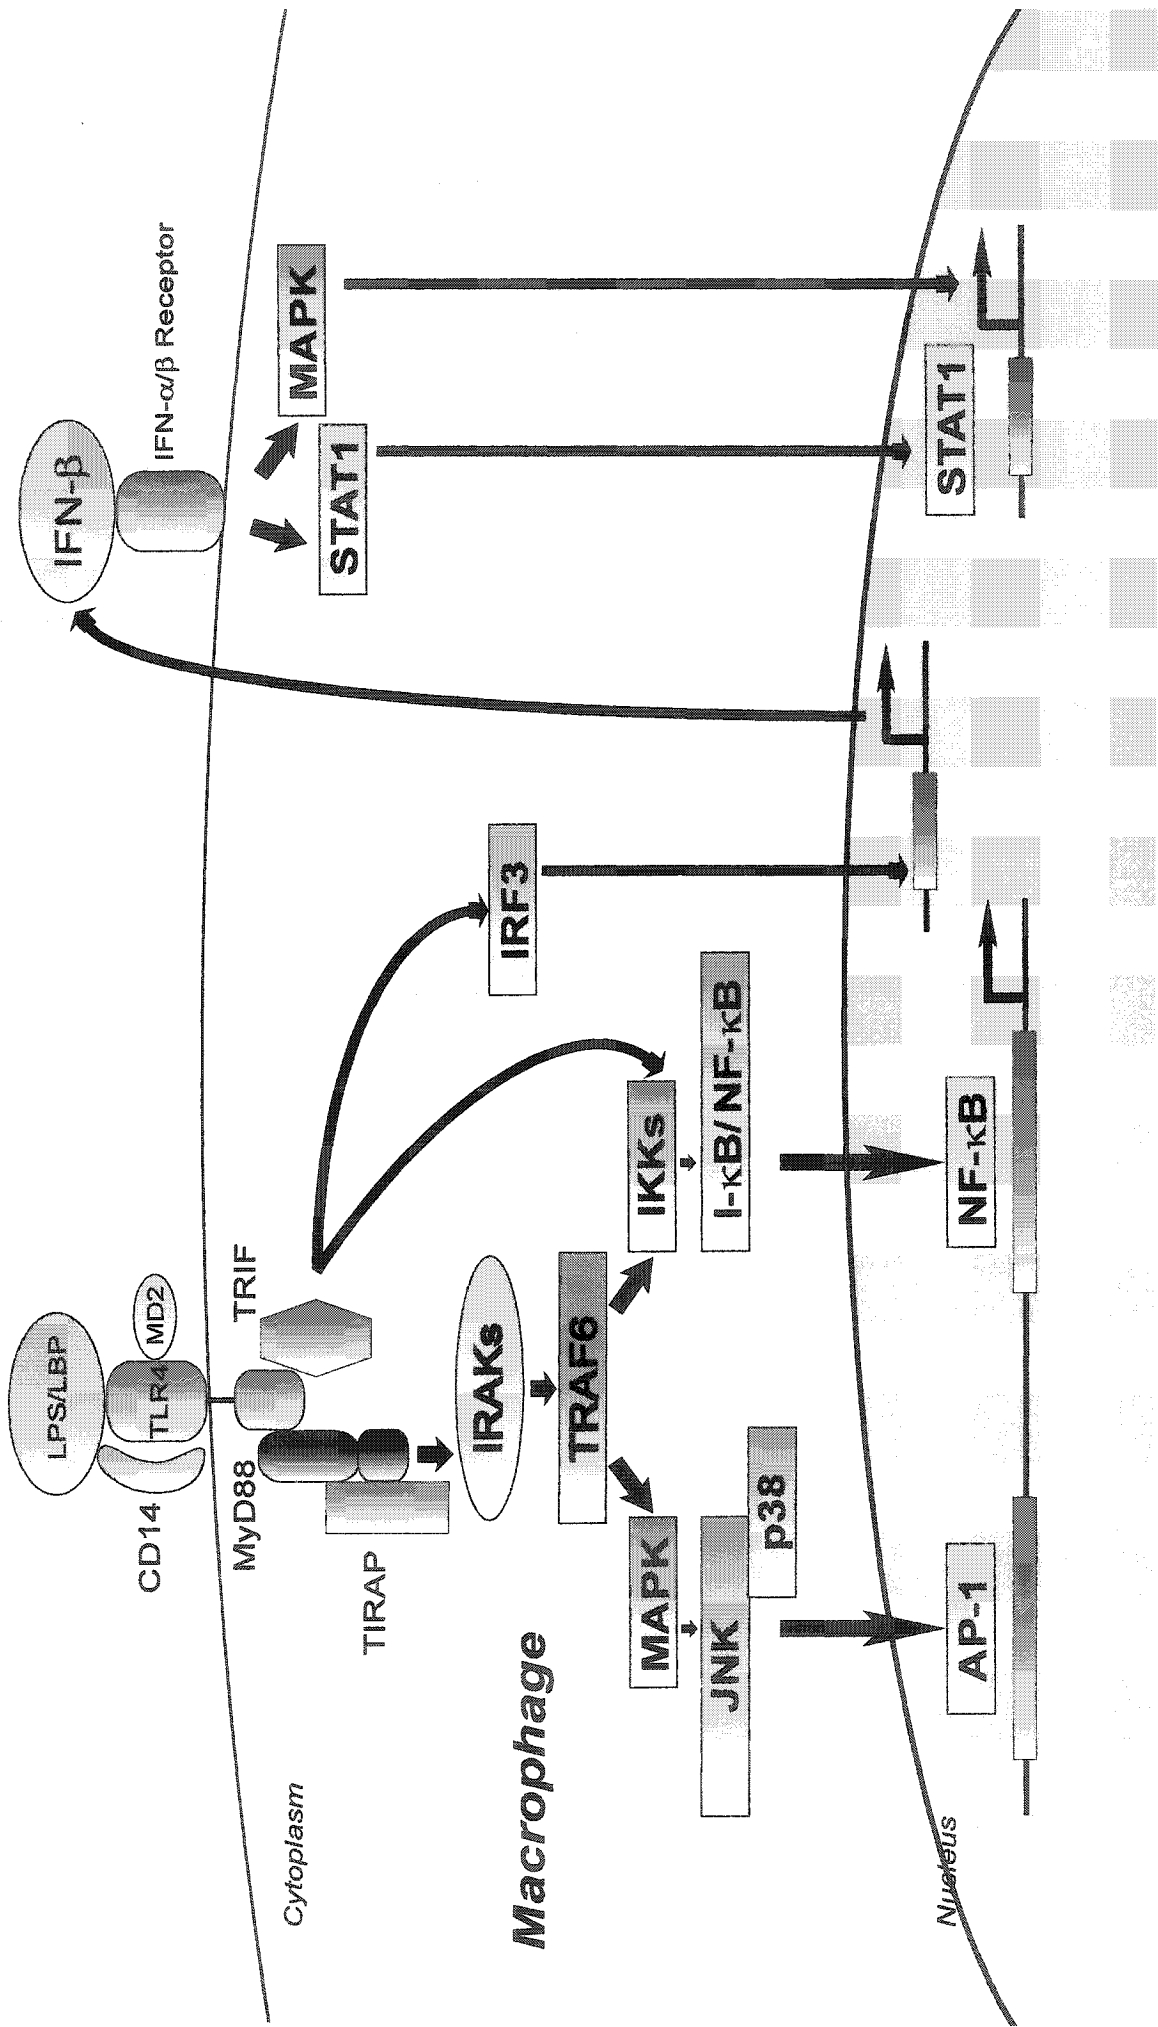 LPS/LBP
CD14
TLR4
MD2
MyD88
TRIF
TIRAP
IRAKs
TRAF6
MAPK
JNK
p38
IKKs
I-κB/ NF-κB
IRF3
AP-1
NF-κB
IFN-β
IFN-α/β Receptor
STAT1
MAPK
STAT1
Cytoplasm
Macrophage
Nucleus